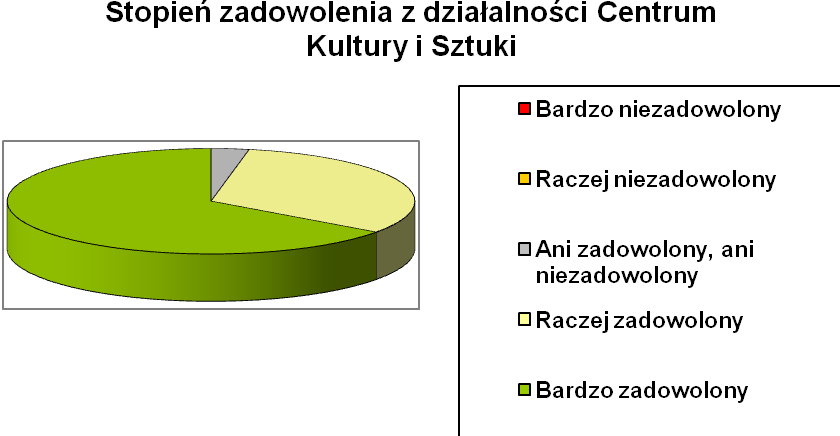 Stopień zadowolenia z działalności Centrum
Kultury i Sztuki
Bardzo niezadowolony
Raczej niezadowolony
Ani zadowolony, ani
niezadowolony
Raczej zadowolony
Bardzo zadowolony